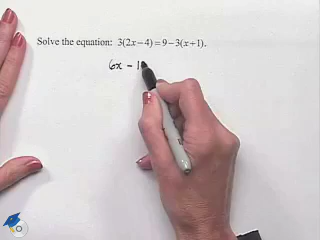 Solve the equation: 3(2x−4)=9−3(x+1).
6x − 1